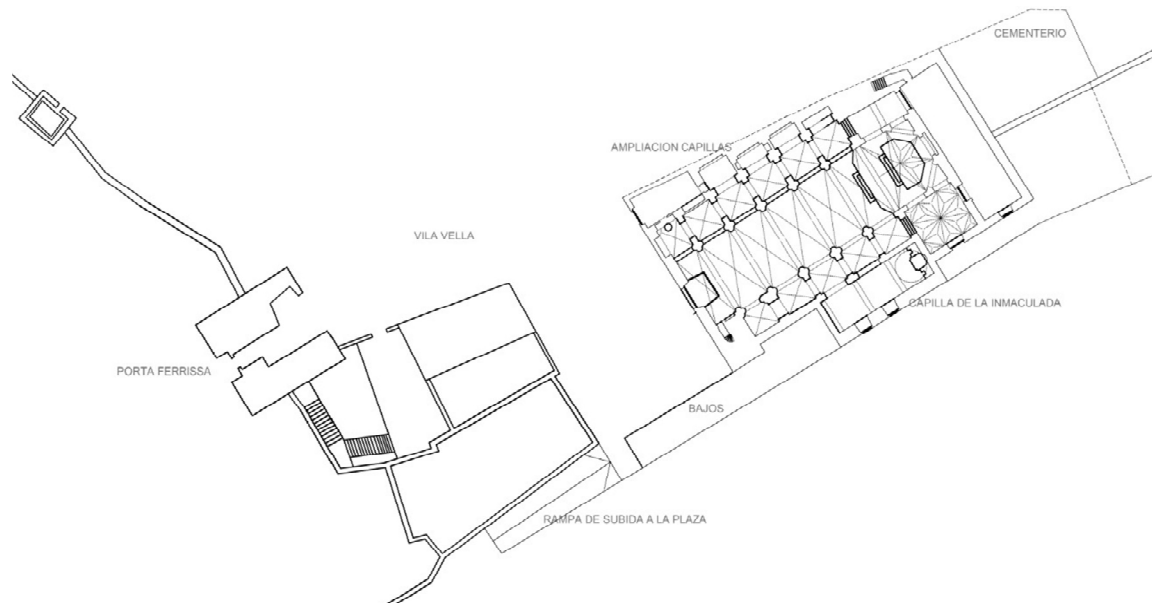 CEMENTERIO
AMPLIACION CAPILLAS
VILA VELLA
CAPILLA DE LA INMACULADA
PORTA FERRISSA
BAJOS
RAMPA DE SUBIDA A LA PLAZA